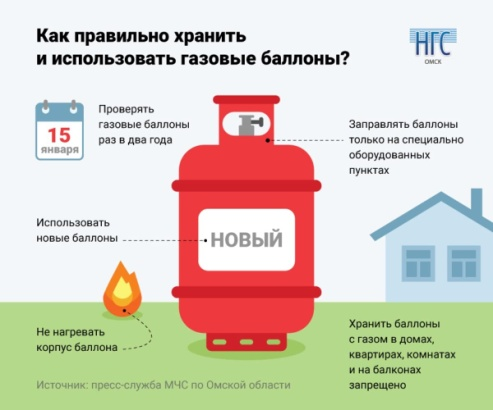 Как правильно хранить
и использовать газовые баллоны?
НГС
ОМСК
15
января
Проверять
газовые баллоны
раз в два года
Заправлять баллоны
только на специально
оборудованных
пунктах
Использовать
новые баллоны
НОВЫЙ
Не нагревать
корпус баллона
Хранить баллоны
с газом в домах,
квартирах, комнатах
и на балконах
запрещено
Источник: пресс-служба МЧС по Омской области